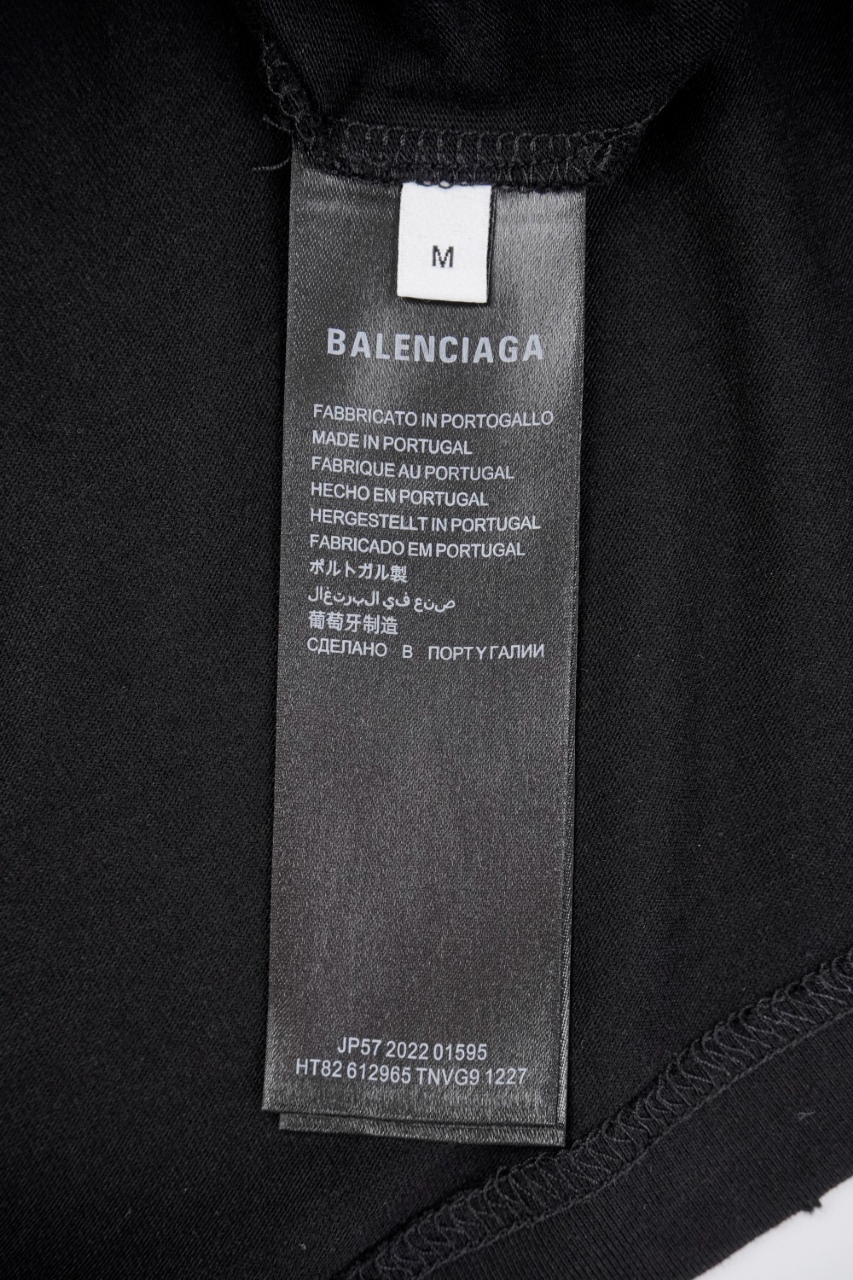 M
BALENCIAGA
FABBRICATO IN PORTOGALLO
MADE IN PORTUGAL
FABRIQUE AU PORTUGAL
HECHO EN PORTUGAL
HERGESTELLT IN PORTUGAL
FABRICADO EM PORTUGAL
ポルトガル製
صنع في البرتغال
葡萄牙制造
СДЕЛАНО В ПОРТУГАЛИИ
JP57 2022 01595
HT82 612965 TNVG9 1227